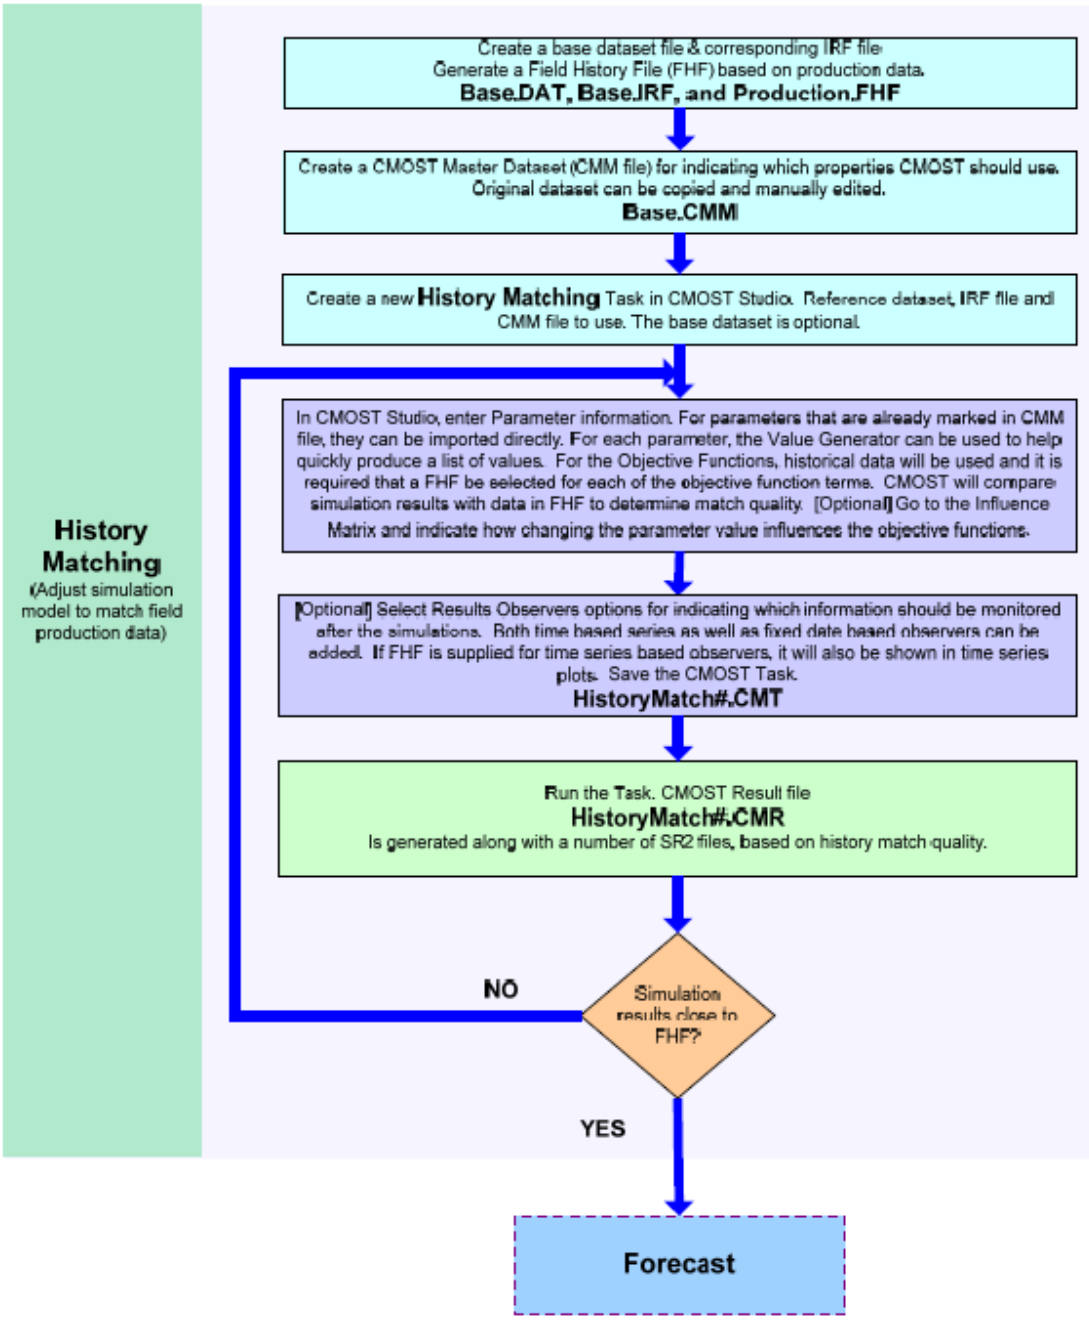 History
Matching
(Adjust simulation
model to match field
production data)
Create a base dataset file & corresponding IRF file
Generate a Field History File (FHF) based on production data.
Base.DAT, Base.IRF, and Production.FHF
Create a CMOST Master Dataset (CMM file) for indicating which properties CMOST should use.
Original dataset can be copied and manually edited.
Base.CMM
Create a new History Matching Task in CMOST Studio. Reference dataset, IRF file and
CMM file to use. The base dataset is optional.
In CMOST Studio, enter Parameter information. For parameters that are already marked in CMM
file, they can be imported directly. For each parameter, the Value Generator can be used to help
quickly produce a list of values. For the Objective Functions, historical data will be used and it is
required that a FHF be selected for each of the objective function terms. CMOST will compare
simulation results with data in FHF to determine match quality. [Optional] Go to the Influence
Matrix and indicate how changing the parameter value influences the objective functions.
[Optional] Select Results Observers options for indicating which information should be monitored
after the simulations. Both time based series as well as fixed date based observers can be
added. If FHF is supplied for time series based observers, it will also be shown in time series
plots. Save the CMOST Task.
HistoryMatch#.CMT
Run the Task. CMOST Result file
HistoryMatch#.CMR
Is generated along with a number of SR2 files, based on history match quality.
Simulation
results close to
FHF?
NO
YES
Forecast